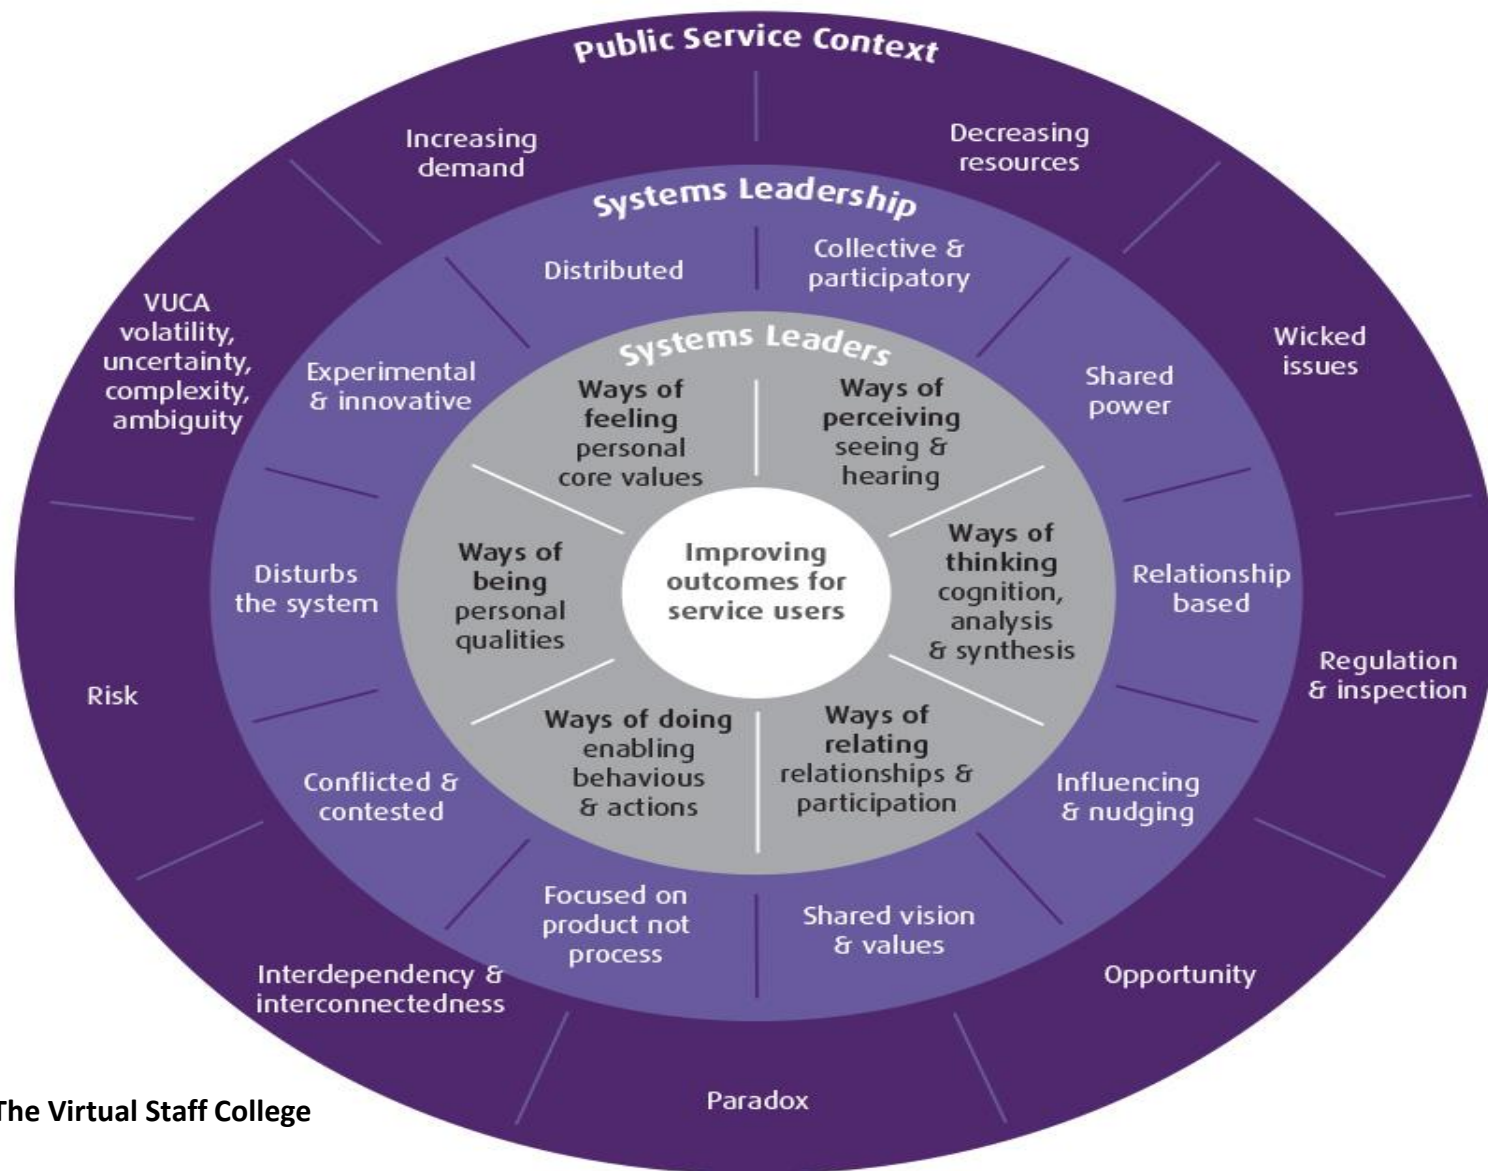 Public Service Context
Increasing
demand
Decreasing
resources
Wicked
issues
Regulation
& inspection
Opportunity
Paradox
Interdependency &
interconnectedness
Risk
VUCA
volatility,
uncertainty,
complexity,
ambiguity
Systems Leadership
Distributed
Collective &
participatory
Shared
power
Relationship
based
Influencing
& nudging
Shared vision
& values
Focused on
product not
process
Conflicted &
contested
Disturbs
the system
Experimental
& innovative
Systems Leaders
Ways of
feeling
personal
core values
Ways of
perceiving
seeing &
hearing
Ways of
thinking
cognition,
analysis
& synthesis
Ways of
relating
relationships &
participation
Ways of doing
enabling
behavious
& actions
Ways of
being
personal
qualities
Improving
outcomes for
service users
The Virtual Staff College